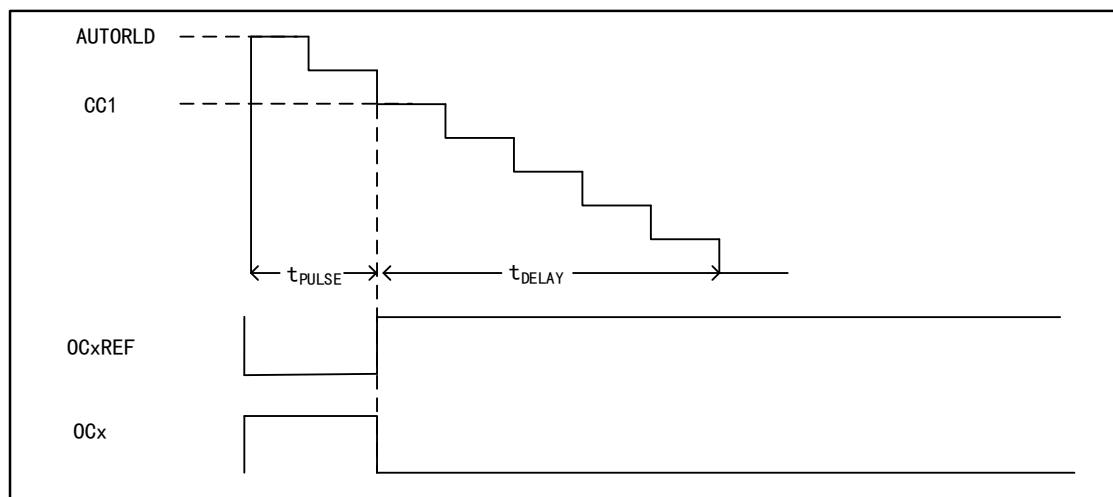 AUTORLD
CC1
tPULSE
tDELAY
OCxREF
OCx